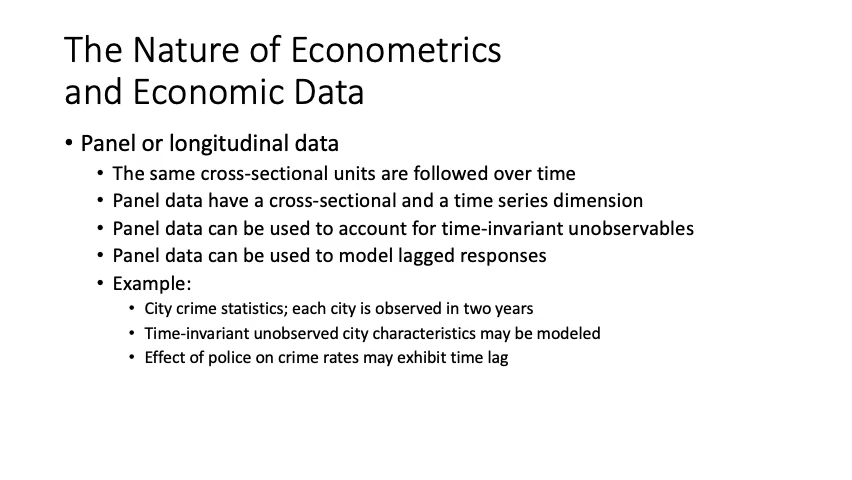 The Nature of Econometrics
and Economic Data
• Panel or longitudinal data
• The same cross-sectional units are followed over time
• Panel data have a cross-sectional and a time series dimension
• Panel data can be used to account for time-invariant unobservables
• Panel data can be used to model lagged responses
• Example:
• City crime statistics; each city is observed in two years
• Time-invariant unobserved city characteristics may be modeled
• Effect of police on crime rates may exhibit time lag